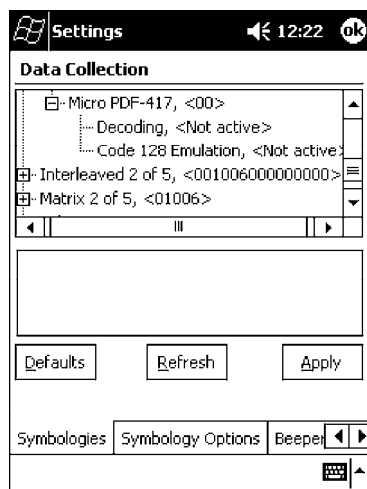 Settings 12:22 ok
Data Collection
Micro PDF-417, <00>
Decoding, <Not active>
Code 128 Emulation, <Not active>
Interleaved 2 of 5, <001006000000000>
Matrix 2 of 5, <01006>
Defaults Refresh Apply
Symbologies Symbology Options Beeper